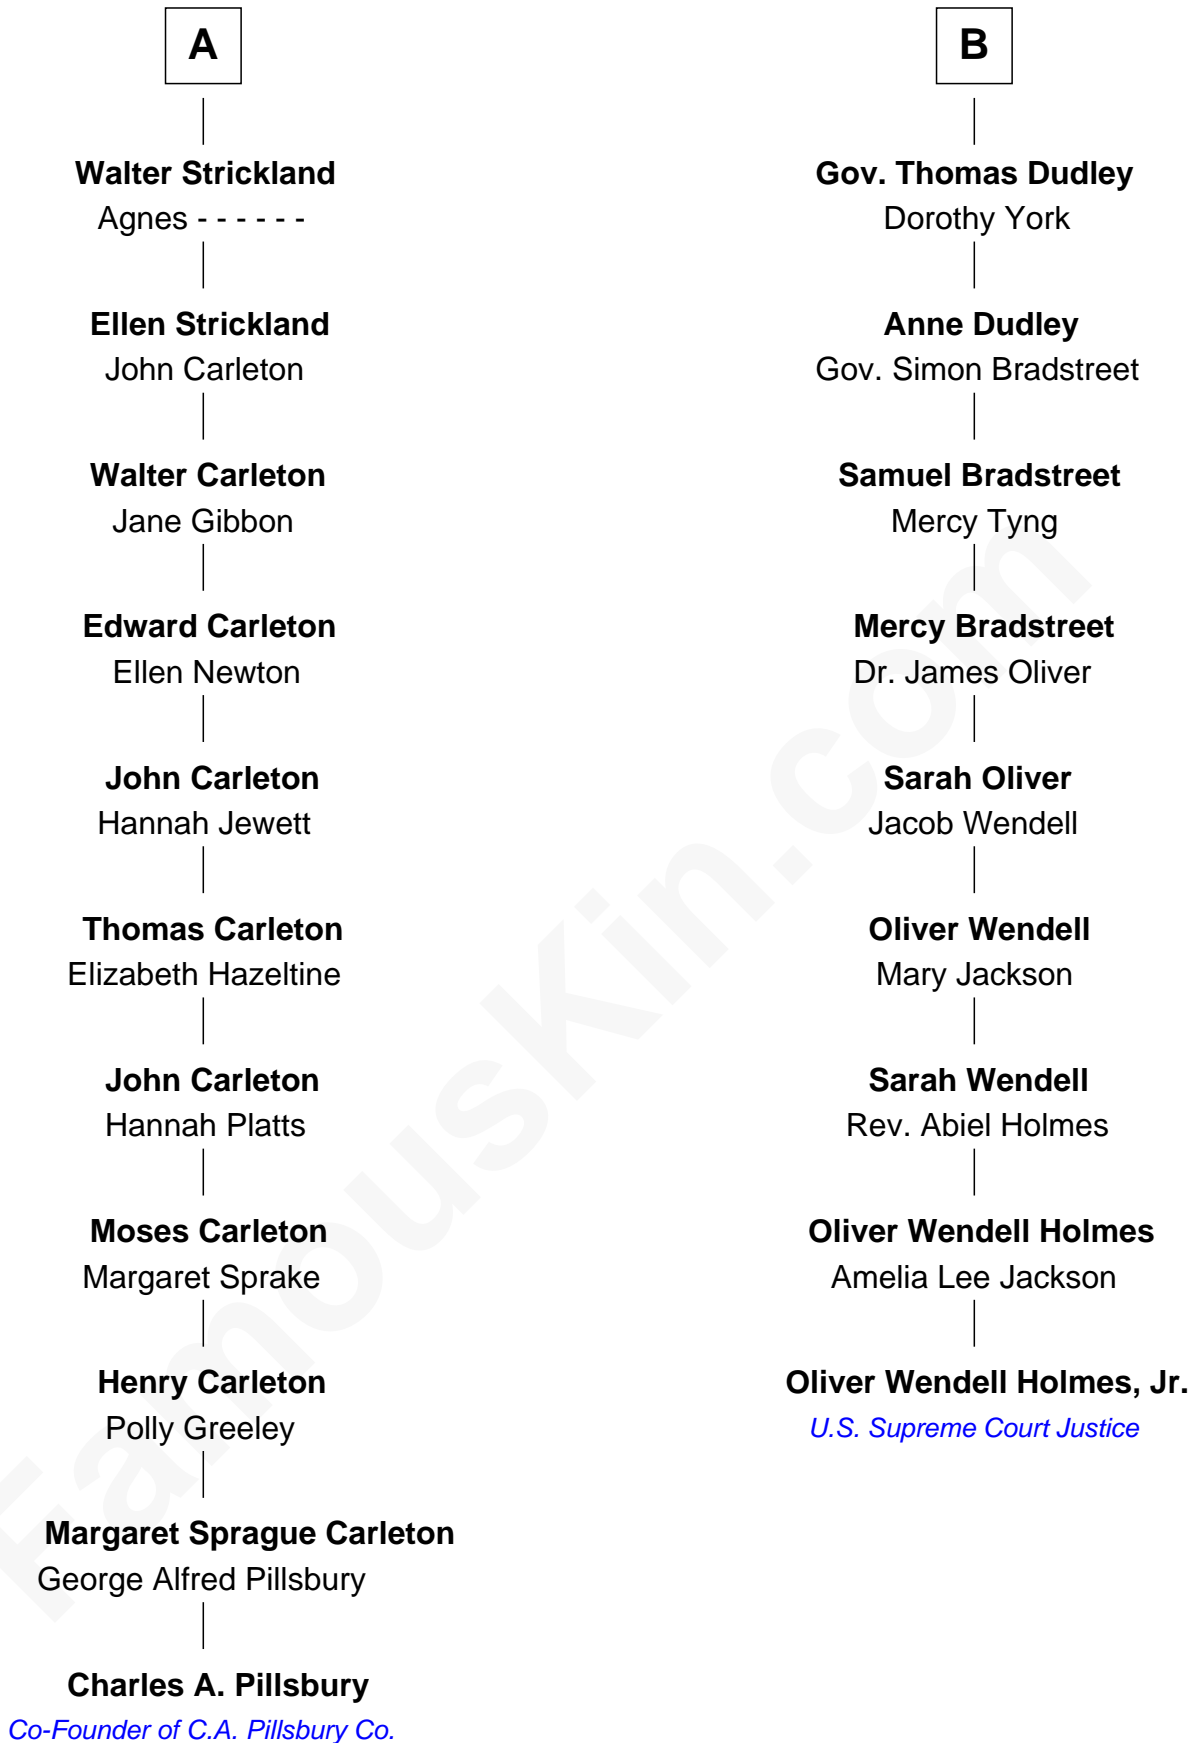 A
Walter Strickland
Agnes - - - - - -
Ellen Strickland
John Carleton
Walter Carleton
Jane Gibbon
Edward Carleton
Ellen Newton
John Carleton
Hannah Jewett
Thomas Carleton
Elizabeth Hazeltine
John Carleton
Hannah Platts
Moses Carleton
Margaret Sprake
Henry Carleton
Polly Greeley
Margaret Sprague Carleton
George Alfred Pillsbury
Charles A. Pillsbury
Co-Founder of C.A. Pillsbury Co.
B
Gov. Thomas Dudley
Dorothy York
Anne Dudley
Gov. Simon Bradstreet
Samuel Bradstreet
Mercy Tyng
Mercy Bradstreet
Dr. James Oliver
Sarah Oliver
Jacob Wendell
Oliver Wendell
Mary Jackson
Sarah Wendell
Rev. Abiel Holmes
Oliver Wendell Holmes
Amelia Lee Jackson
Oliver Wendell Holmes, Jr.
U.S. Supreme Court Justice
FamousKin.com